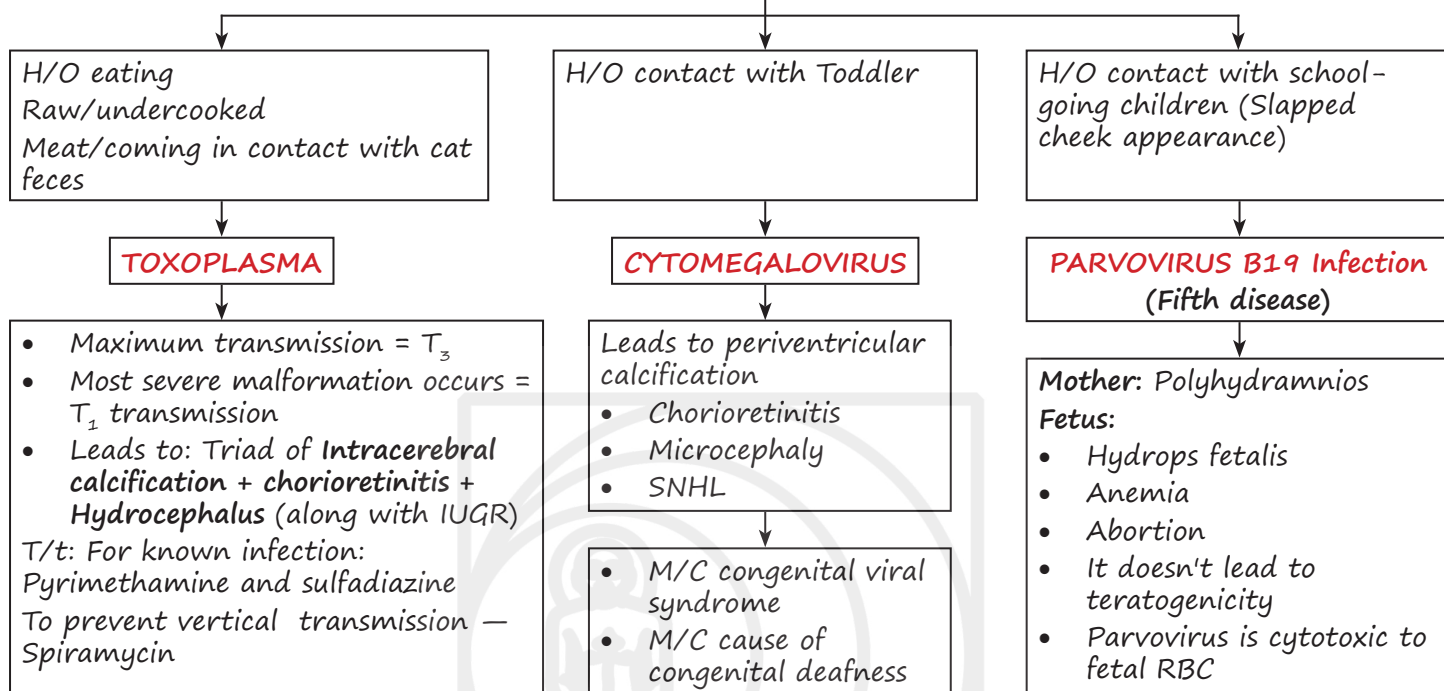 H/O eating
Raw/undercooked
Meat/coming in contact with cat
feces
TOXOPLASMA
• Maximum transmission = T₃
• Most severe malformation occurs =
T₁ transmission
• Leads to: Triad of Intracerebral
calcification + chorioretinitis +
Hydrocephalus (along with IUGR)
T/t: For known infection:
Pyrimethamine and sulfadiazine
To prevent vertical transmission —
Spiramycin
H/O contact with Toddler
CYTOMEGALOVIRUS
Leads to periventricular
calcification
• Chorioretinitis
• Microcephaly
• SNHL
• M/C congenital viral
syndrome
• M/C cause of
congenital deafness
H/O contact with school-
going children (Slapped
cheek appearance)
PARVOVIRUS B19 Infection
(Fifth disease)
Mother: Polyhydramnios
Fetus:
• Hydrops fetalis
• Anemia
• Abortion
• It doesn't lead to
teratogenicity
• Parvovirus is cytotoxic to
fetal RBC